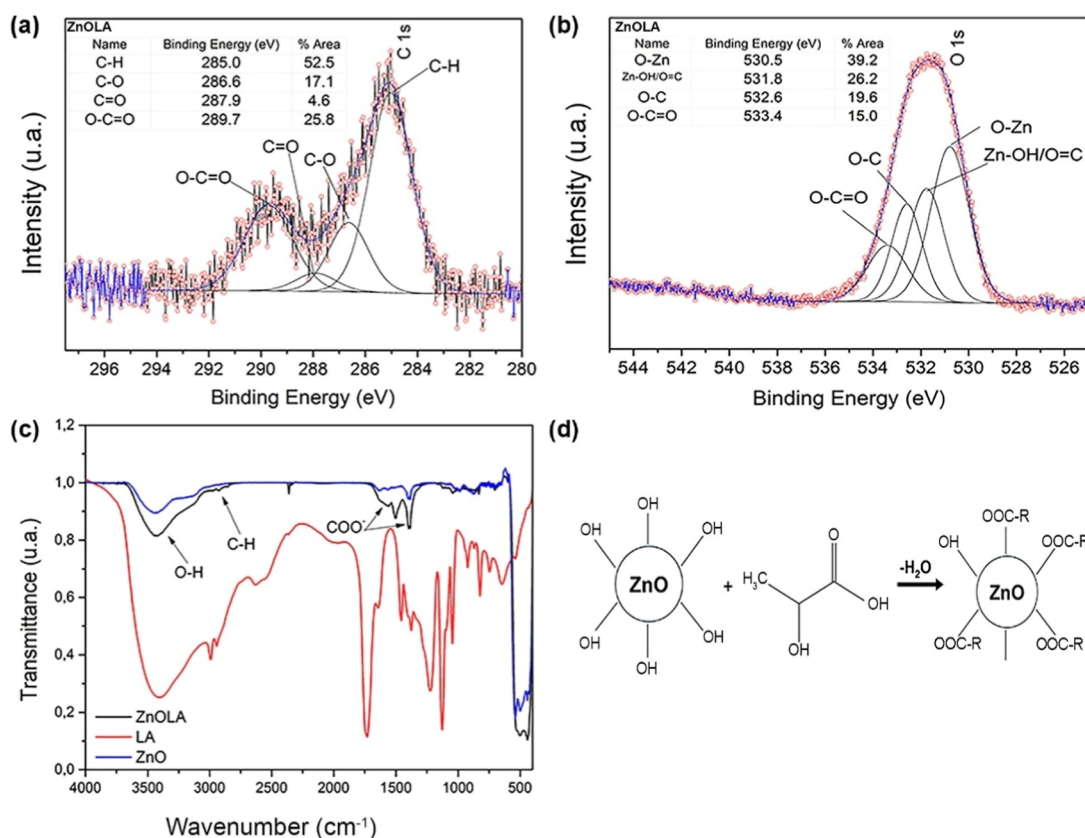 (a)
ZnOLA
Name Binding Energy (eV) % Area
C-H 285.0 52.5
C-O 286.6 17.1
C=O 287.9 4.6
O-C=O 289.7 25.8
C 1s
C-H
C=O
C-O
O-C=O
Intensity (u.a.)
296 294 292 290 288 286 284 282 280
Binding Energy (eV)
(b)
ZnOLA
Name Binding Energy (eV) % Area
O-Zn 530.5 39.2
Zn-OH/O=C 531.8 26.2
O-C 532.6 19.6
O-C=O 533.4 15.0
O 1s
O-Zn
Zn-OH/O=C
O-C
O-C=O
Intensity (u.a.)
544 542 540 538 536 534 532 530 528 526
Binding Energy (eV)
(c)
1,2
1,0
0,8
0,6
0,4
0,2
0,0
Transmittance (u.a.)
O-H
C-H
COO-
ZnOLA
LA
ZnO
4000 3500 3000 2500 2000 1500 1000 500
Wavenumber (cm-1)
(d)
OH
OH
OH
OH
OH
OH
ZnO
+
H3C
O
OH
OH
-H2O
OOC-R
OH
OOC-R
ZnO
OOC-R
OOC-R